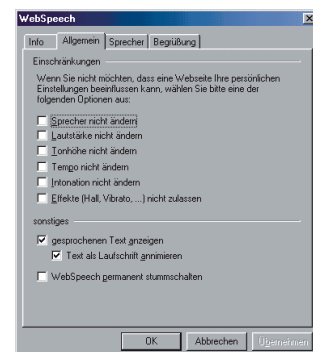 WebSpeech
Info Allgemein Sprecher Begrüßung
Einschränkungen
Wenn Sie nicht möchten, dass eine Webseite Ihre persönlichen
Einstellungen beeinflussen kann, wählen Sie bitte eine der
folgenden Optionen aus:
Sprecher nicht ändern
Lautstärke nicht ändern
Tonhöhe nicht ändern
Tempo nicht ändern
Intonation nicht ändern
Effekte (Hall, Vibrato, ...) nicht zulassen
sonstiges
gesprochenen Text anzeigen
Text als Laufschrift annimieren
WebSpeech permanent stummschalten
OK Abbrechen Übernehmen